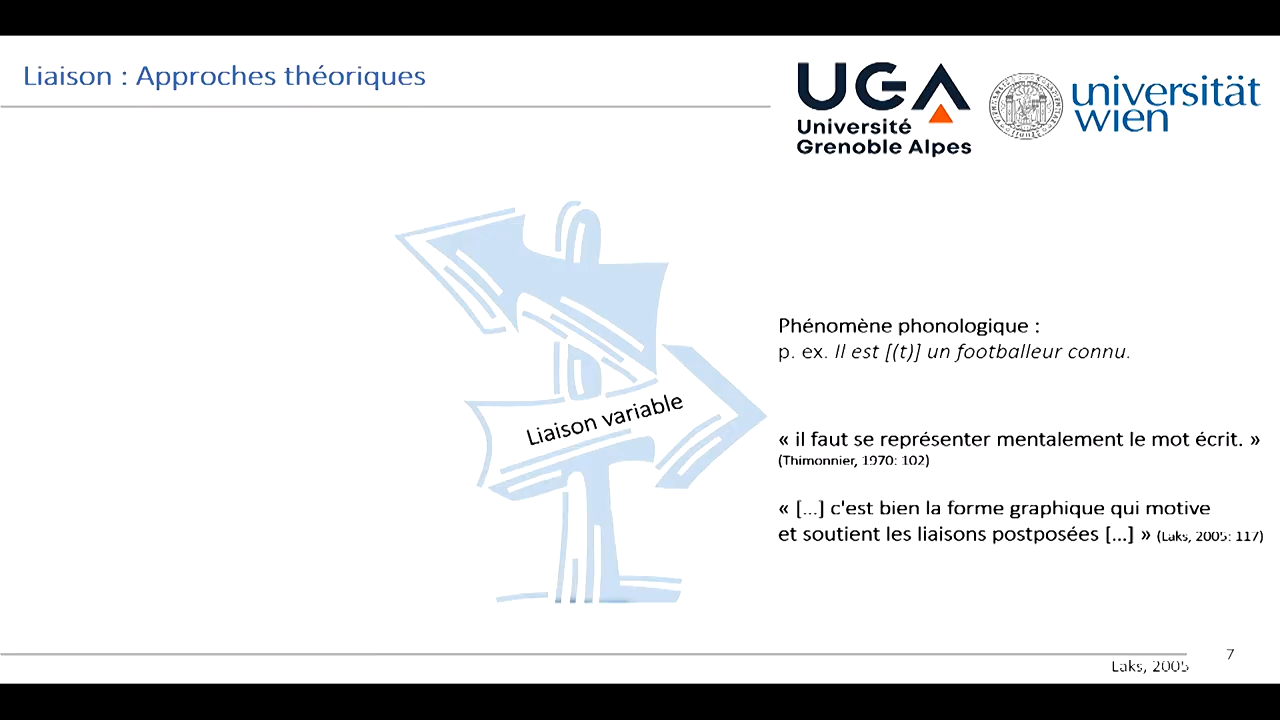 Liaison : Approches théoriques
UGA
Université
Grenoble Alpes
universität
wien
Phénomène phonologique :
p. ex. Il est [(t)] un footballeur connu.
Liaison variable
« il faut se représenter mentalement le mot écrit. »
(Thimonnier, 1970: 102)
« [...] c'est bien la forme graphique qui motive
et soutient les liaisons postposées [...] » (Laks, 2005: 117)
7
Laks, 2005